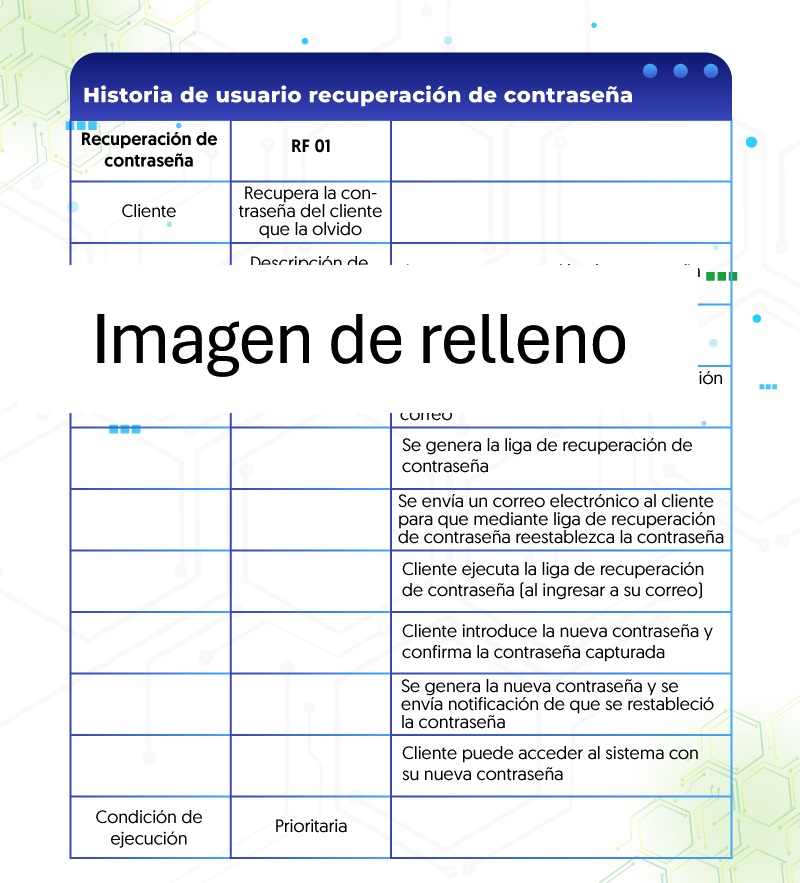 Historia de usuario recuperación de contraseña
Recuperación de
contraseña
RF 01
Cliente
Recupera la con-
traseña del cliente
que la olvido
Descripción de
Imagen de relleno
correo
Se genera la liga de recuperación de
contraseña
Se envía un correo electrónico al cliente
para que mediante liga de recuperación
de contraseña reestablezca la contraseña
Cliente ejecuta la liga de recuperación
de contraseña (al ingresar a su correo)
Cliente introduce la nueva contraseña y
confirma la contraseña capturada
Se genera la nueva contraseña y se
envía notificación de que se restableció
la contraseña
Cliente puede acceder al sistema con
su nueva contraseña
Condición de
ejecución
Prioritaria